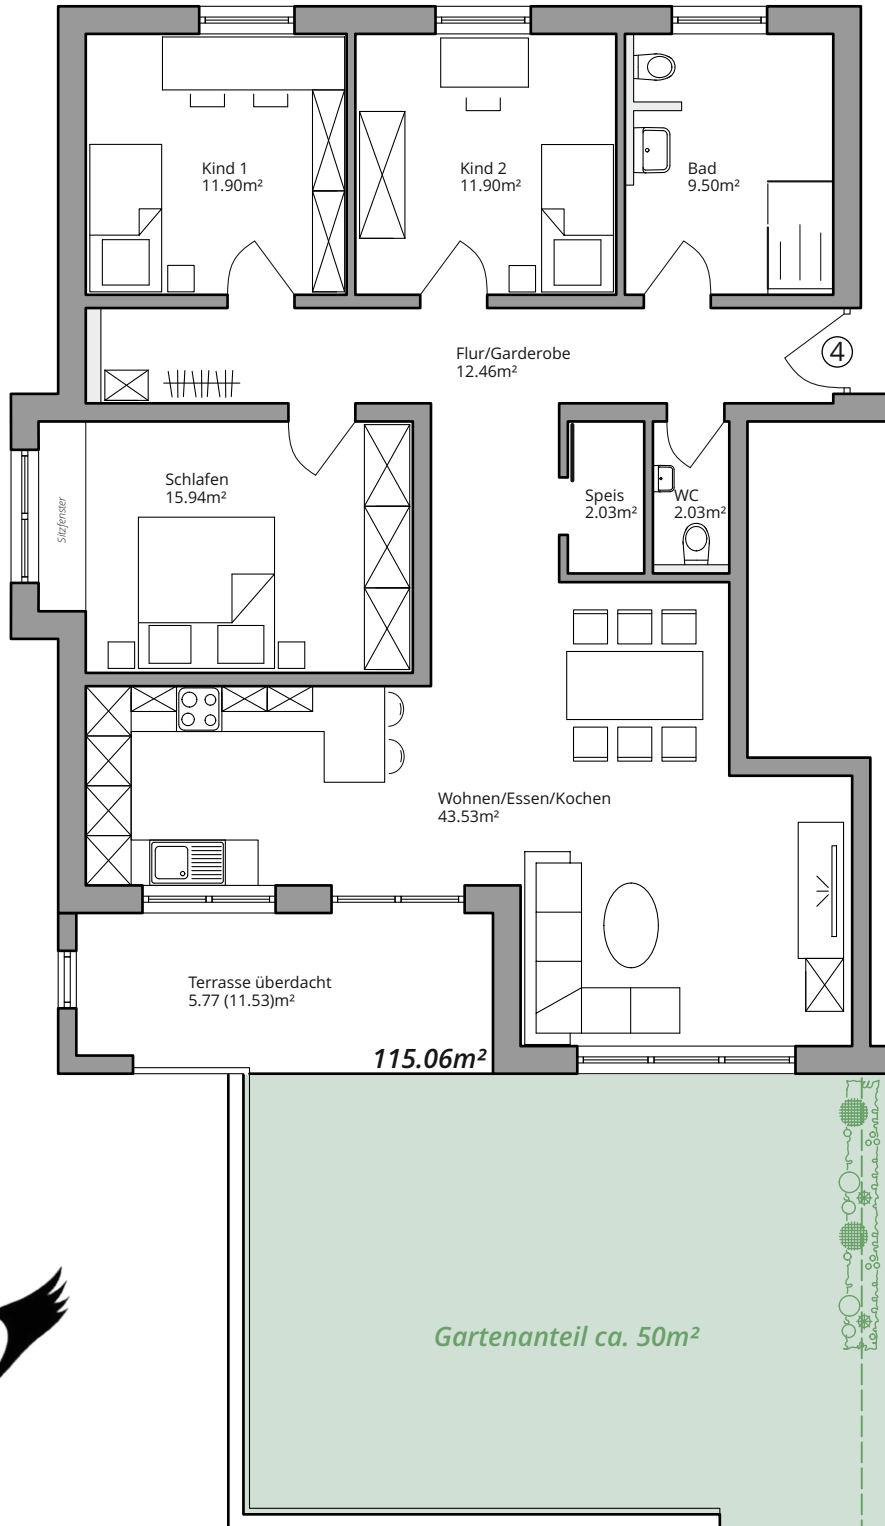 Kind 1
11.90m²
Kind 2
11.90m²
Bad
9.50m²
Flur/Garderobe
12.46m²
4
Schlafen
15.94m²
Sitzfenster
Speis
2.03m²
WC
2.03m²
Wohnen/Essen/Kochen
43.53m²
Terrasse überdacht
5.77 (11.53)m²
115.06m²
Gartenanteil ca. 50m²